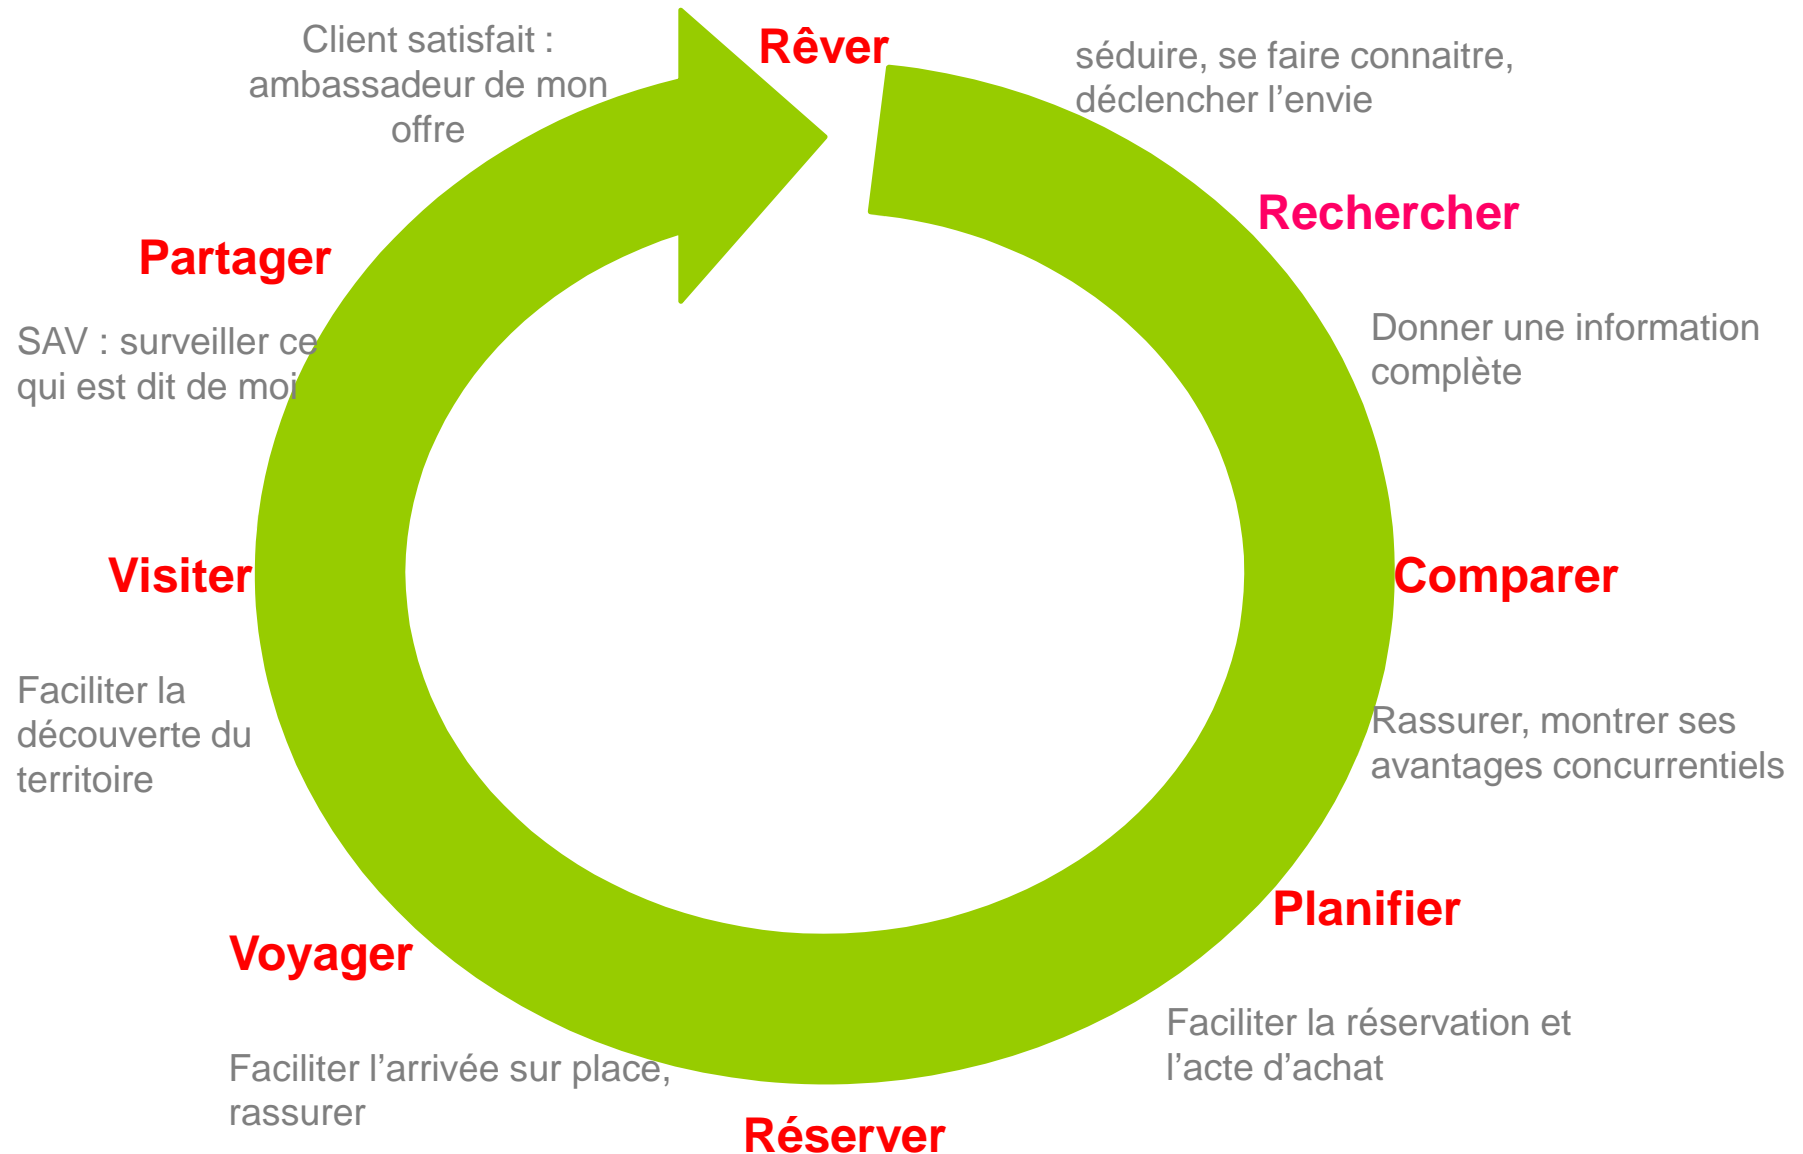 Rêver
séduire, se faire connaitre,
déclencher l’envie
Rechercher
Donner une information
complète
Comparer
Rassurer, montrer ses
avantages concurrentiels
Planifier
Faciliter la réservation et
l’acte d’achat
Réserver
Faciliter l’arrivée sur place,
rassurer
Voyager
Faciliter la
découverte du
territoire
Visiter
SAV : surveiller ce
qui est dit de moi
Partager
Client satisfait :
ambassadeur de mon
offre